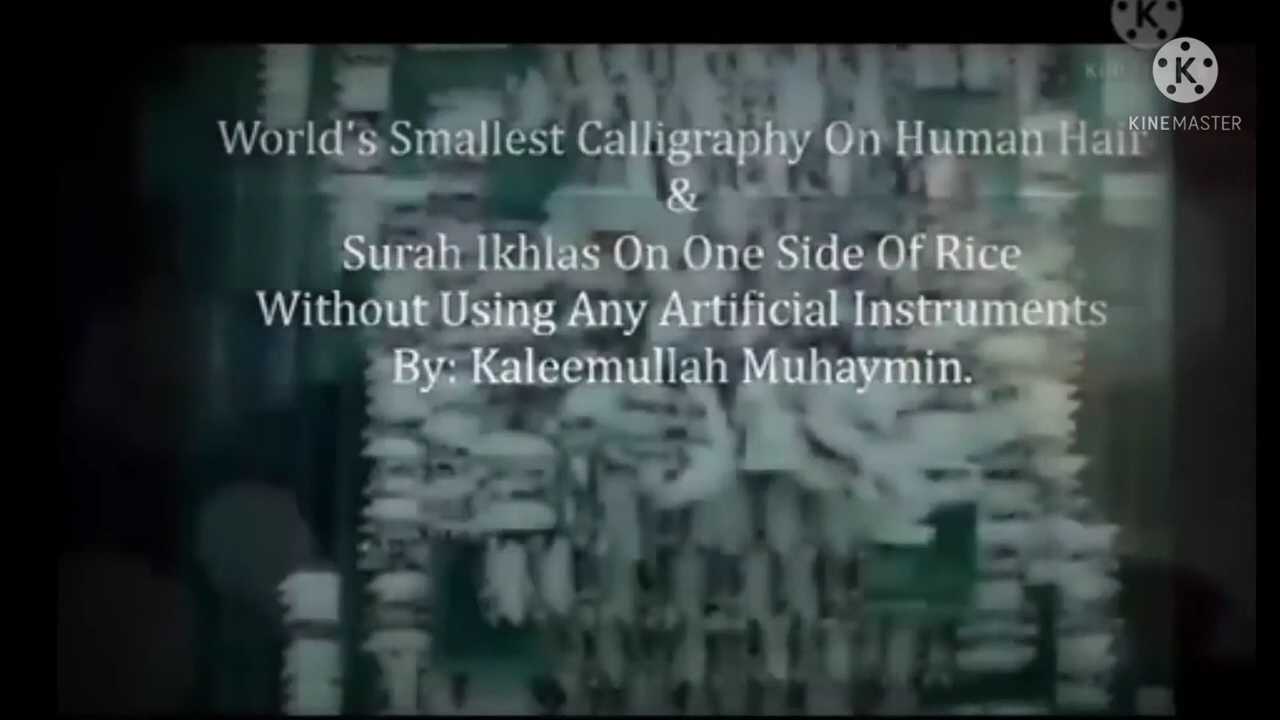 World's Smallest Calligraphy On Human Hair
&
Surah Ikhlas On One Side Of Rice
Without Using Any Artificial Instruments
By: Kaleemullah Muhaymin.
K
K
KINEMASTER
KIN